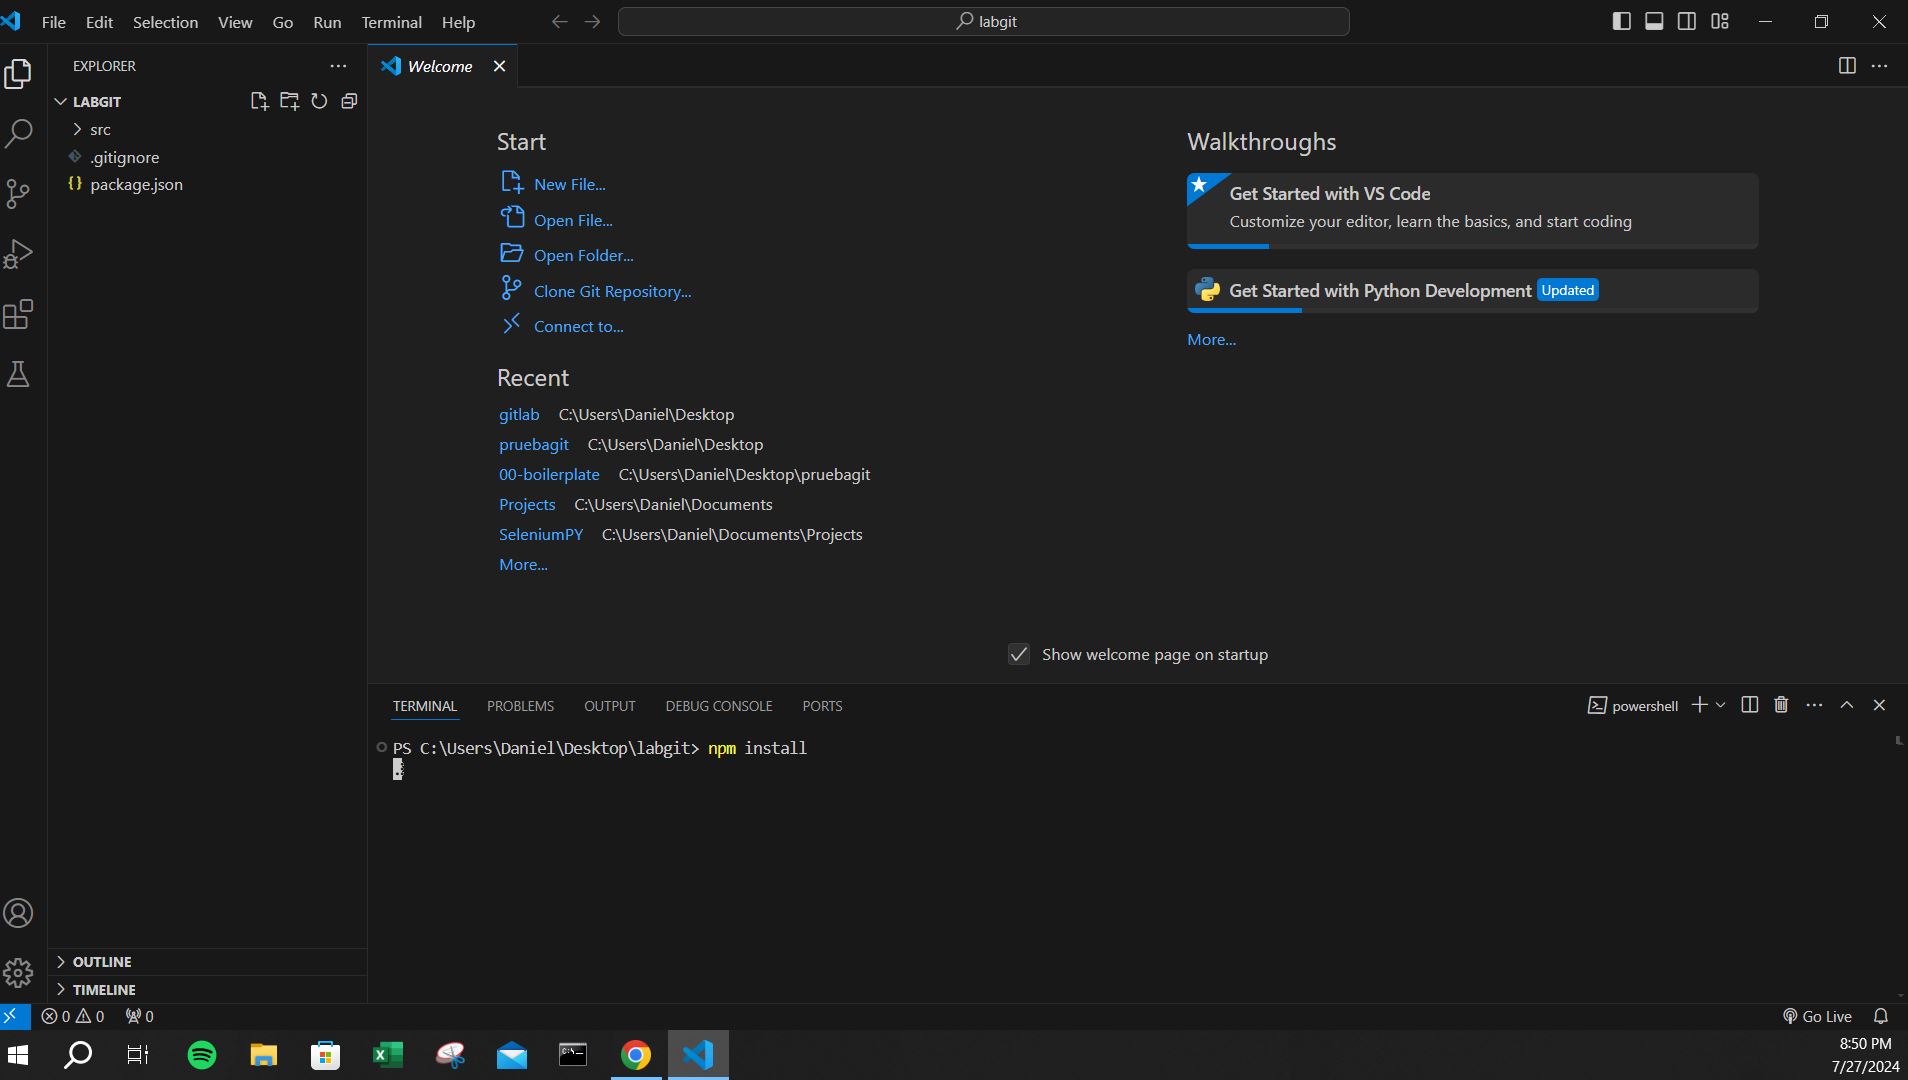 File Edit Selection View Go Run Terminal Help
labgit
EXPLORER
Welcome
LABGIT
src
.gitignore
package.json
Start
New File...
Open File...
Open Folder...
Clone Git Repository...
Connect to...
Recent
gitlab C:\Users\Daniel\Desktop
pruebagit C:\Users\Daniel\Desktop
00-boilerplate C:\Users\Daniel\Desktop\pruebagit
Projects C:\Users\Daniel\Documents
SeleniumPY C:\Users\Daniel\Documents\Projects
More...
Walkthroughs
Get Started with VS Code
Customize your editor, learn the basics, and start coding
Get Started with Python Development Updated
More...
Show welcome page on startup
TERMINAL PROBLEMS OUTPUT DEBUG CONSOLE PORTS
powershell
PS C:\Users\Daniel\Desktop\labgit> npm install
OUTLINE
TIMELINE
0 0 0
Go Live
8:50 PM
7/27/2024